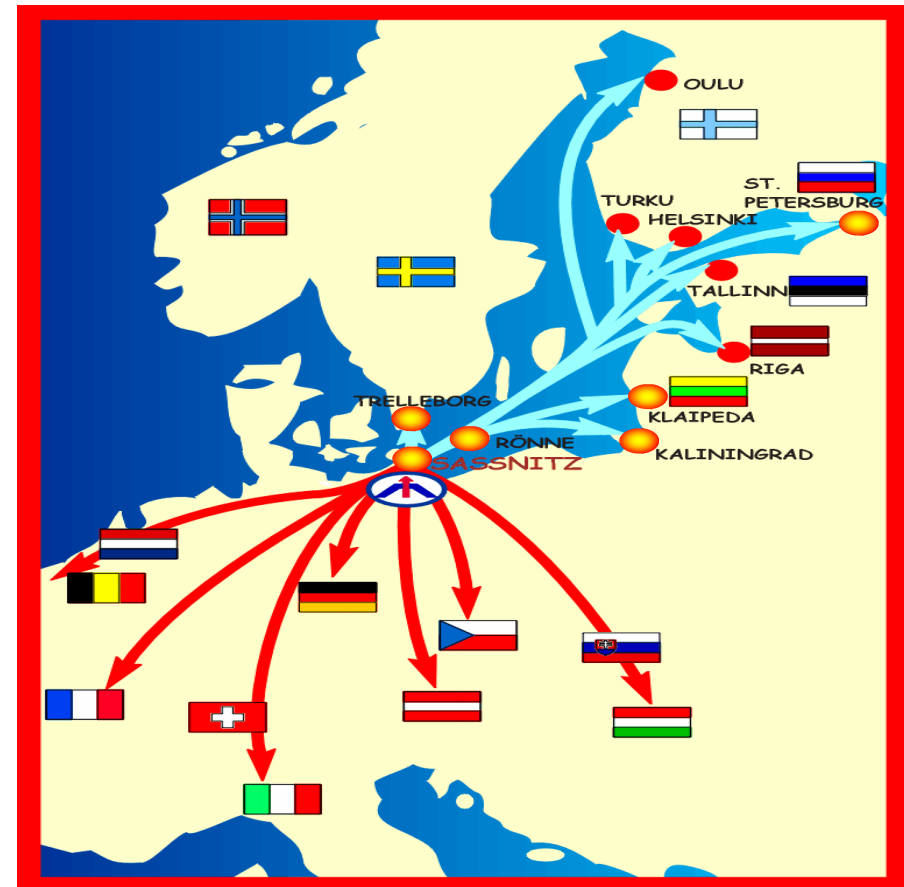 OULU
ST.
PETERSBURG
TURKU
HELSINKI
TALLINN
RIGA
TRELLEBORG
KLAIPEDA
RÖNNE
KALININGRAD
SASSNITZ